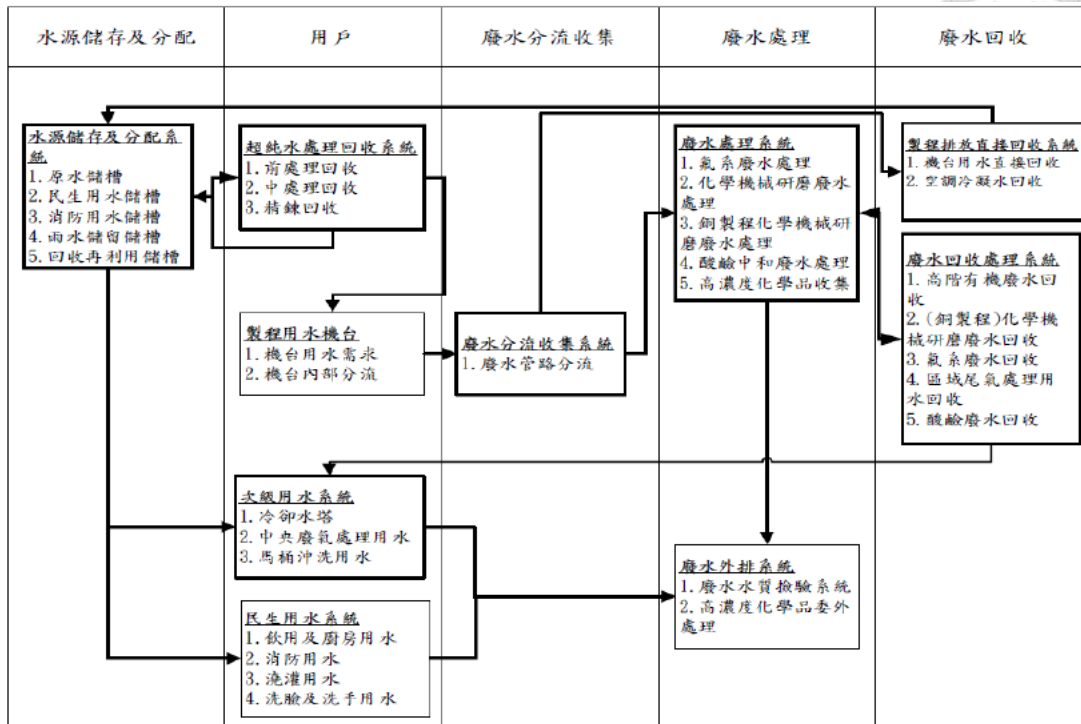 水源儲存及分配
用戶
廢水分流收集
廢水處理
廢水回收
水源儲存及分配系
統
1. 原水儲槽
2. 民生用水儲槽
3. 消防用水儲槽
4. 雨水儲留儲槽
5. 回收再利用儲槽
超純水處理回收系統
1. 前處理回收
2. 中處理回收
3. 精鍊回收
製程用水機台
1. 機台用水需求
2. 機台內部分流
次級用水系統
1. 冷卻水塔
2. 中央廢氣處理用水
3. 馬桶沖洗用水
民生用水系統
1. 飲用及廚房用水
2. 消防用水
3. 澆灌用水
4. 洗臉及洗手用水
廢水分流收集系統
1. 廢水管路分流
廢水處理系統
1. 氟系廢水處理
2. 化學機械研磨廢水
處理
3. 銅製程化學機械研
磨廢水處理
4. 酸鹼中和廢水處理
5. 高濃度化學品收集
廢水外排系統
1. 廢水水質檢驗系統
2. 高濃度化學品委外
處理
製程排放直接回收系統
1. 機台用水直接回收
2. 空調冷凝水回收
廢水回收處理系統
1. 高階有機廢水回
收
2. (銅製程)化學機
械研磨廢水回收
3. 氟系廢水回收
4. 區域尾氣處理用
水回收
5. 酸鹼廢水回收